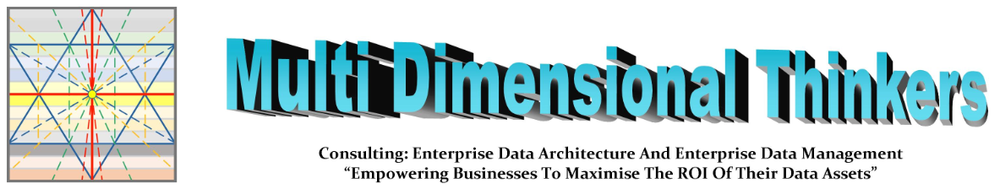 Multi Dimensional Thinkers
Consulting: Enterprise Data Architecture And Enterprise Data Management
“Empowering Businesses To Maximise The ROI Of Their Data Assets”